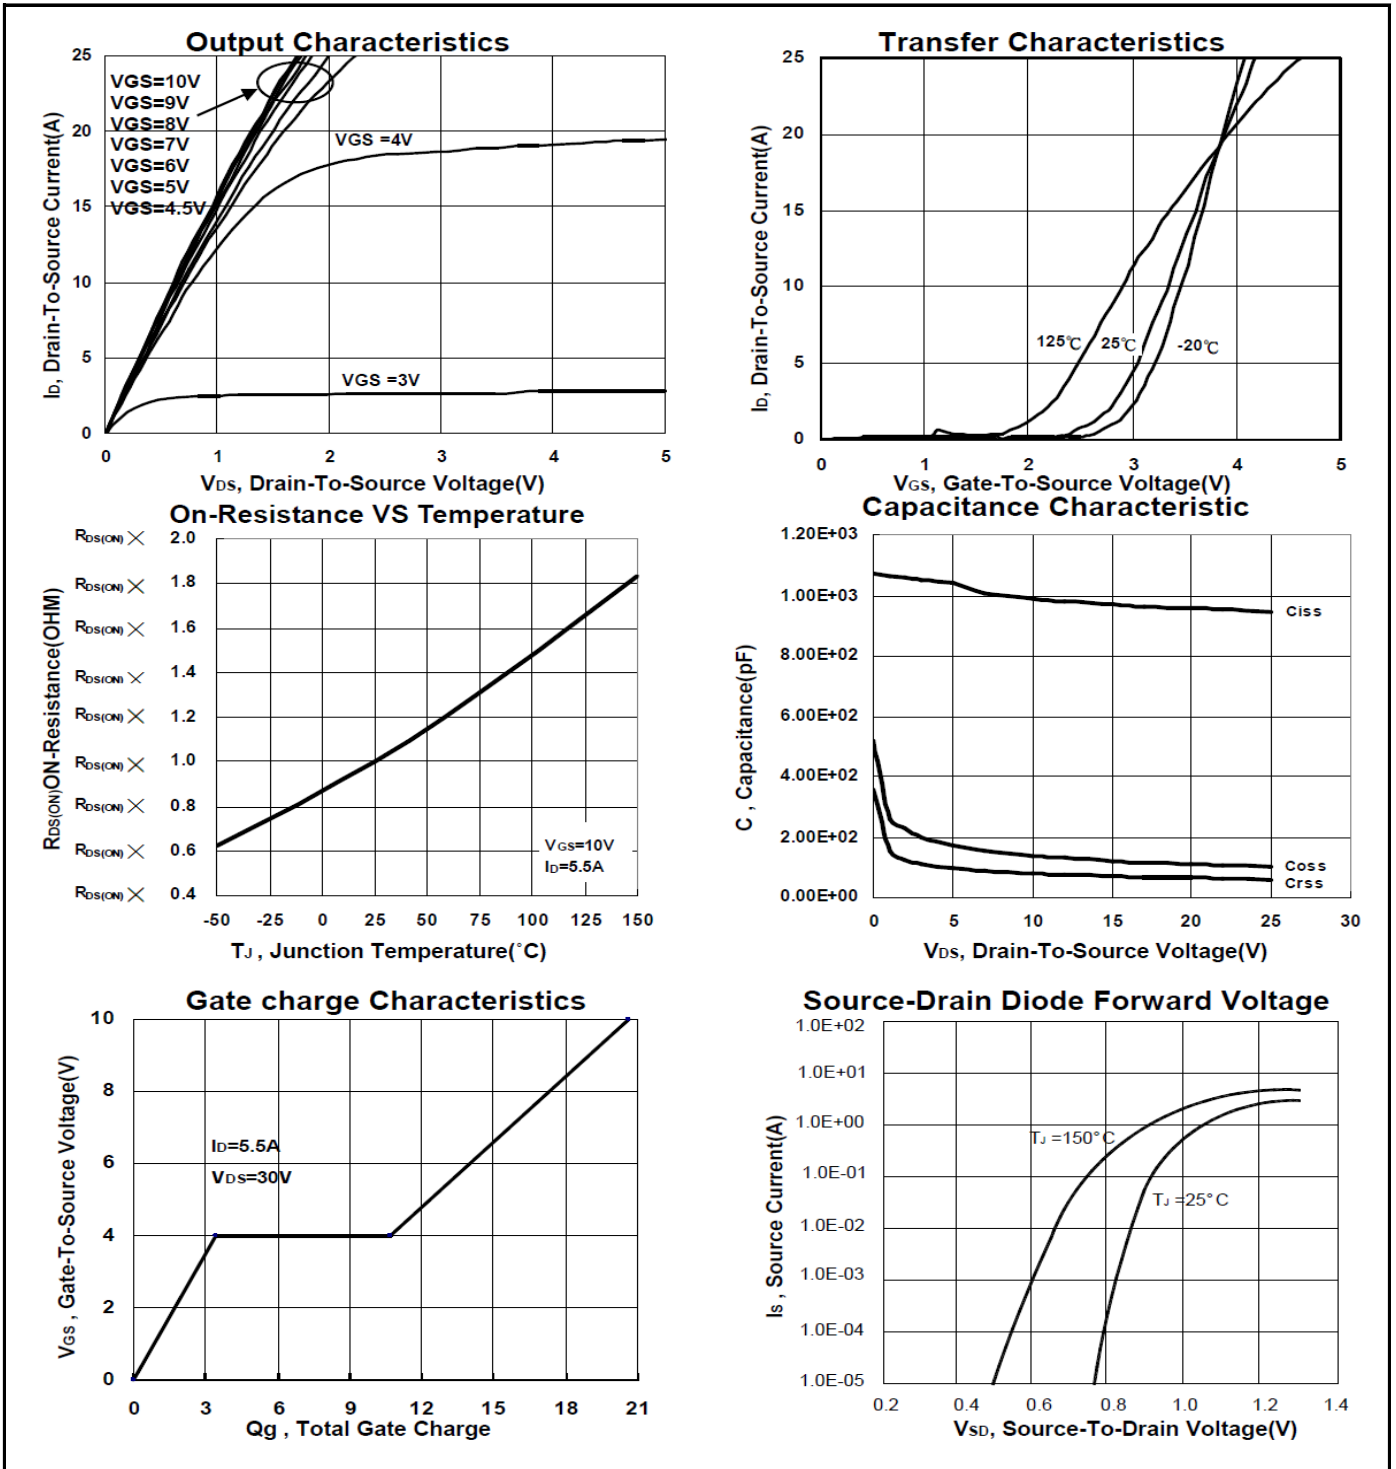 Output Characteristics
25
20
15
10
5
0
0
1
2
3
4
5
VGS=10V
VGS=9V
VGS=8V
VGS=7V
VGS=6V
VGS=5V
VGS=4.5V
VGS =4V
VGS =3V
ID, Drain-To-Source Current(A)
VDS, Drain-To-Source Voltage(V)
Transfer Characteristics
25
20
15
10
5
0
0
1
2
3
4
5
125℃
25℃
-20℃
ID, Drain-To-Source Current(A)
VGS, Gate-To-Source Voltage(V)
On-Resistance VS Temperature
RDS(ON) × 2.0
RDS(ON) × 1.8
RDS(ON) × 1.6
RDS(ON) × 1.4
RDS(ON) × 1.2
RDS(ON) × 1.0
RDS(ON) × 0.8
RDS(ON) × 0.6
RDS(ON) × 0.4
-50
-25
0
25
50
75
100
125
150
VGS=10V
ID=5.5A
RDS(ON)ON-Resistance(OHM)
TJ , Junction Temperature(˚C)
Capacitance Characteristic
1.20E+03
1.00E+03
8.00E+02
6.00E+02
4.00E+02
2.00E+02
0.00E+00
0
5
10
15
20
25
30
Ciss
Coss
Crss
C , Capacitance(pF)
VDS, Drain-To-Source Voltage(V)
Gate charge Characteristics
10
8
6
4
2
0
0
3
6
9
12
15
18
21
ID=5.5A
VDS=30V
VGS , Gate-To-Source Voltage(V)
Qg , Total Gate Charge
Source-Drain Diode Forward Voltage
1.0E+02
1.0E+01
1.0E+00
1.0E-01
1.0E-02
1.0E-03
1.0E-04
1.0E-05
0.2
0.4
0.6
0.8
1.0
1.2
1.4
TJ =150°C
TJ =25°C
IS , Source Current(A)
VSD, Source-To-Drain Voltage(V)